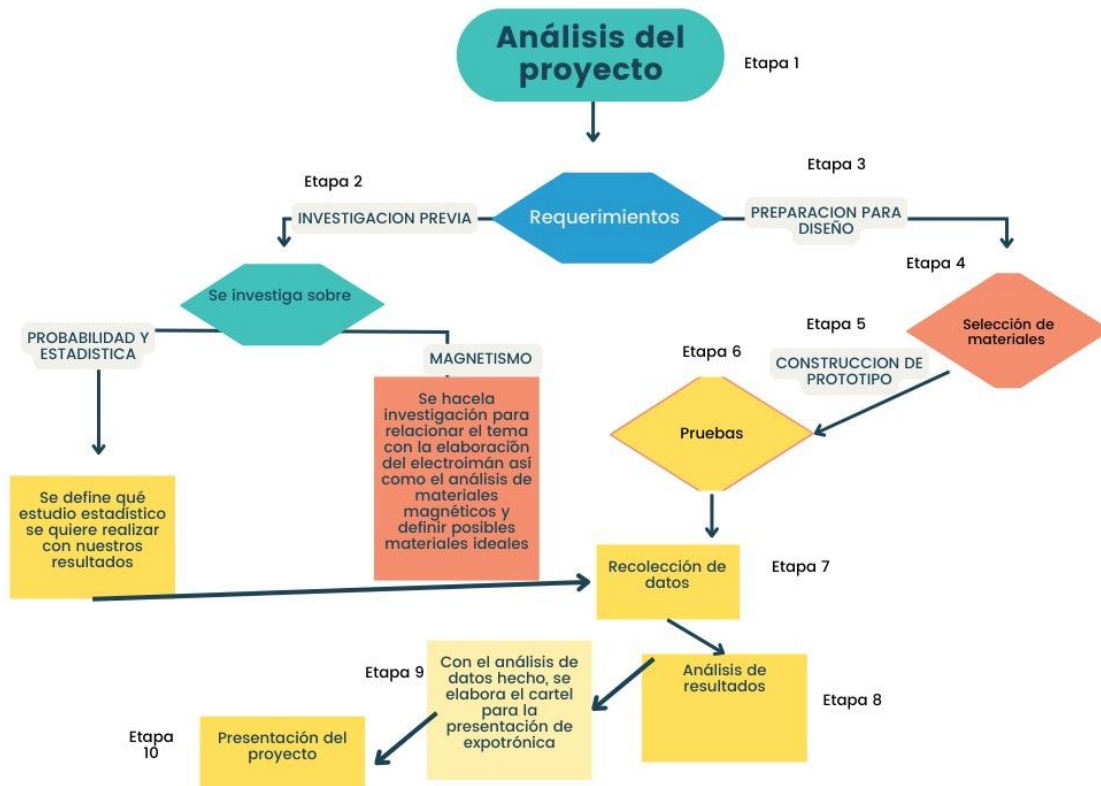 Análisis del
proyecto
Etapa 1
Etapa 3
Etapa 2
INVESTIGACION PREVIA
Requerimientos
PREPARACION PARA
DISEÑO
Etapa 4
Se investiga sobre
Selección de
materiales
Etapa 5
CONSTRUCCION DE
PROTOTIPO
PROBABILIDAD Y
ESTADISTICA
MAGNETISMO
Etapa 6
Pruebas
Se hacela
investigación para
relacionar el tema
con la elaboración
del electroimán así
como el análisis de
materiales
magnéticos y
definir posibles
materiales ideales
Se define qué
estudio estadístico
se quiere realizar
con nuestros
resultados
Recolección de
datos
Etapa 7
Análisis de
resultados
Etapa 8
Etapa 9
Con el análisis de
datos hecho, se
elabora el cartel
para la
presentación de
expotrónica
Etapa
10
Presentación del
proyecto